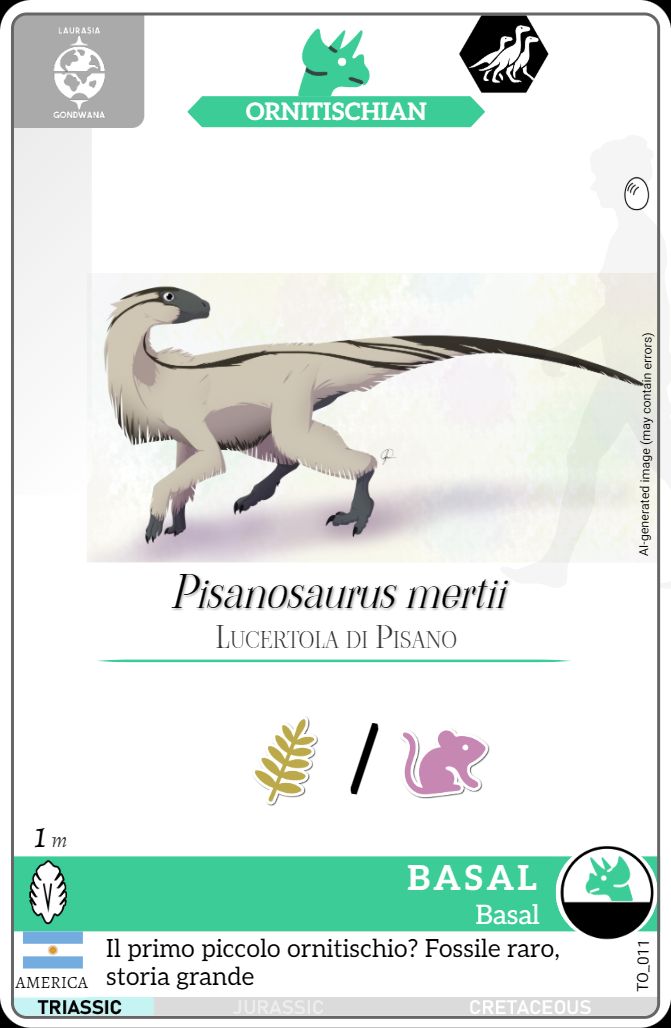 LAURASIA
GONDWANA
ORNITISCHIAN
AI-generated image (may contain errors)
Pisanosaurus mertii
Lucertola di Pisano
/
1 m
BASAL
Basal
Il primo piccolo ornitischio? Fossile raro,
storia grande
AMERICA
TO_011
TRIASSIC JURASSIC CRETACEOUS